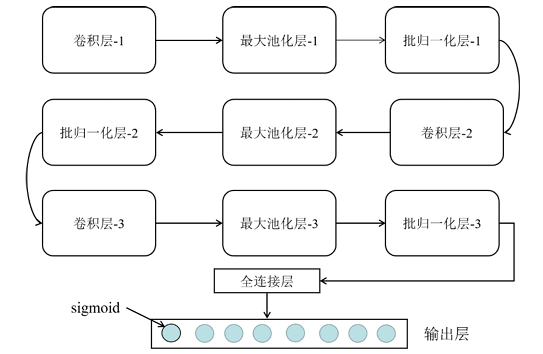 卷积层-1
最大池化层-1
批归一化层-1
卷积层-2
最大池化层-2
批归一化层-2
卷积层-3
最大池化层-3
批归一化层-3
全连接层
sigmoid
输出层